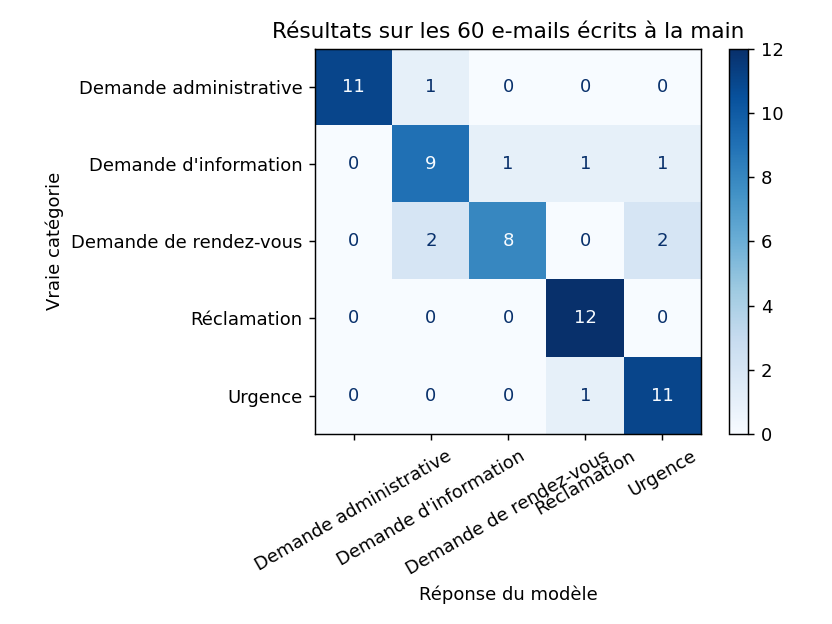 Résultats sur les 60 e-mails écrits à la main
Vraie catégorie
Demande administrative 11 1 0 0 0
Demande d'information 0 9 1 1 1
Demande de rendez-vous 0 2 8 0 2
Réclamation 0 0 0 12 0
Urgence 0 0 0 1 11
Demande administrative
Demande d'information
Demande de rendez-vous
Réclamation
Urgence
Réponse du modèle
12
10
8
6
4
2
0